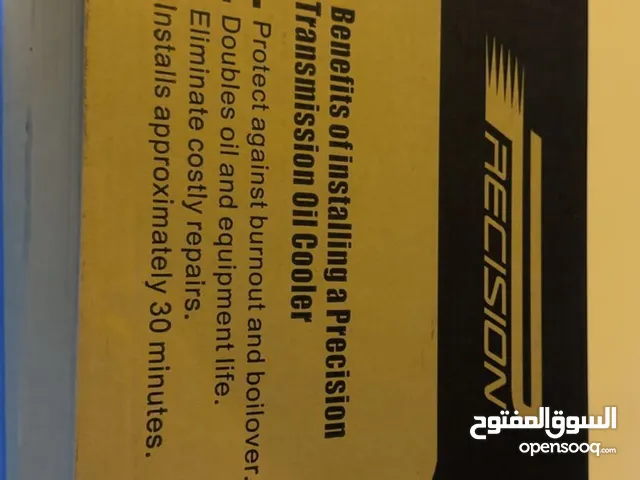 PRECISION
Benefits of installing a Precision
Transmission Oil Cooler
Protect against burnout and boilover.
Doubles oil and equipment life.
Eliminate costly repairs.
Installs approximately 30 minutes.
السوق المفتوح
opensooq.com